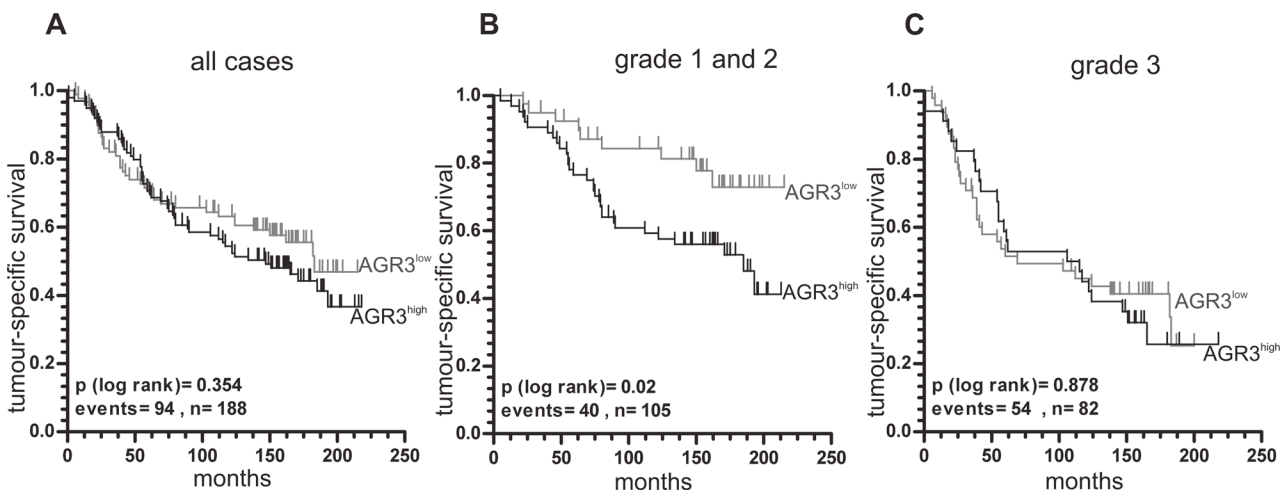 A
all cases
tumour-specific survival
1.0
0.8
0.6
0.4
0.2
0.0
AGR3low
AGR3high
p (log rank)= 0.354
events= 94 , n= 188
0 50 100 150 200 250
months
B
grade 1 and 2
tumour-specific survival
1.0
0.8
0.6
0.4
0.2
0.0
AGR3low
AGR3high
p (log rank)= 0.02
events= 40 , n= 105
0 50 100 150 200 250
months
C
grade 3
tumour-specific survival
1.0
0.8
0.6
0.4
0.2
0.0
AGR3low
AGR3high
p (log rank)= 0.878
events= 54 , n= 82
0 50 100 150 200 250
months